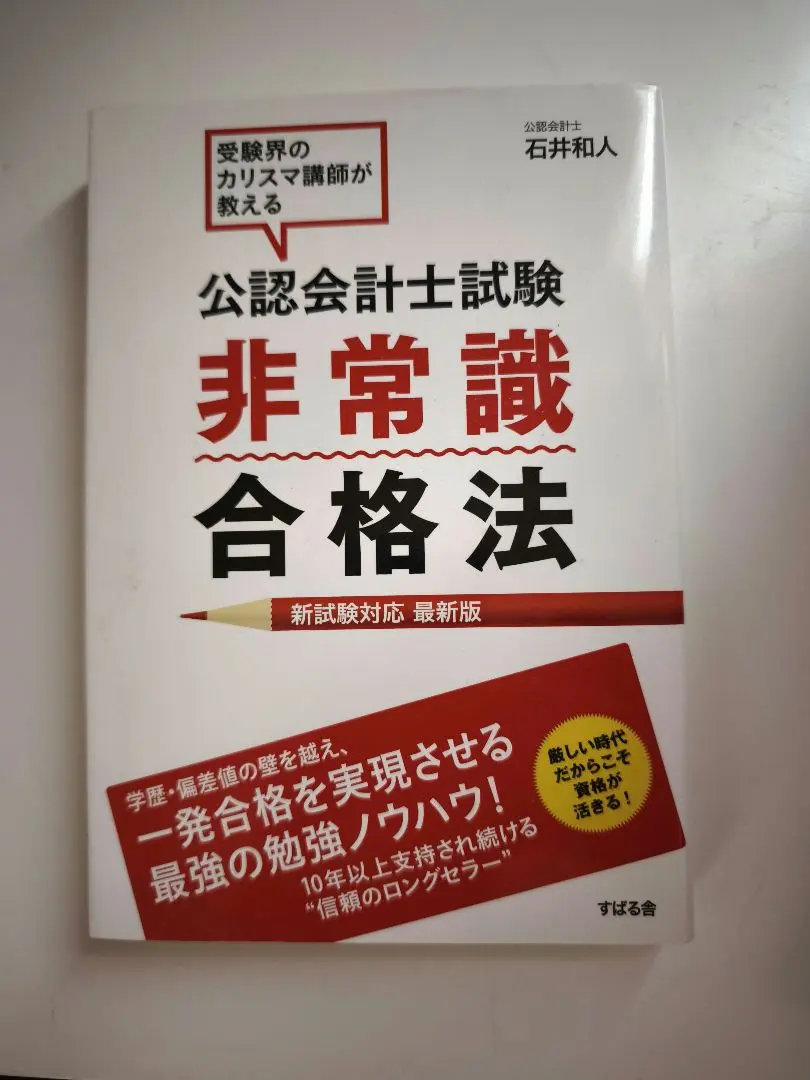 受験界の
カリスマ講師が
教える
公認会計士
石井和人
公認会計士試験
非常識
合格法
新試験対応 最新版
学歴・偏差値の壁を越え、
一発合格を実現させる
最強の勉強ノウハウ!
10年以上支持され続ける
“信頼のロングセラー”
厳しい時代
だからこそ
資格が
活きる!
すばる舎